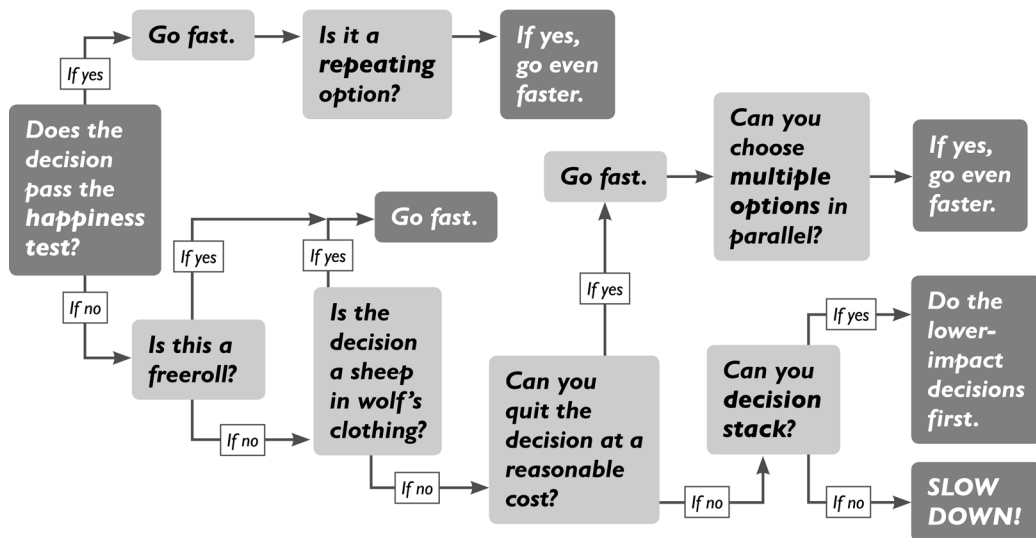 Go fast.
Is it a
repeating
option?
If yes,
go even
faster.
If yes
Does the
decision
pass the
happiness
test?
If no
Is this a
freeroll?
If yes
Go fast.
If yes
If no
Is the
decision
a sheep
in wolf's
clothing?
If no
Can you
quit the
decision at a
reasonable
cost?
If yes
Go fast.
Can you
choose
multiple
options in
parallel?
If yes,
go even
faster.
If no
Can you
decision
stack?
If yes
Do the
lower-
impact
decisions
first.
If no
SLOW
DOWN!